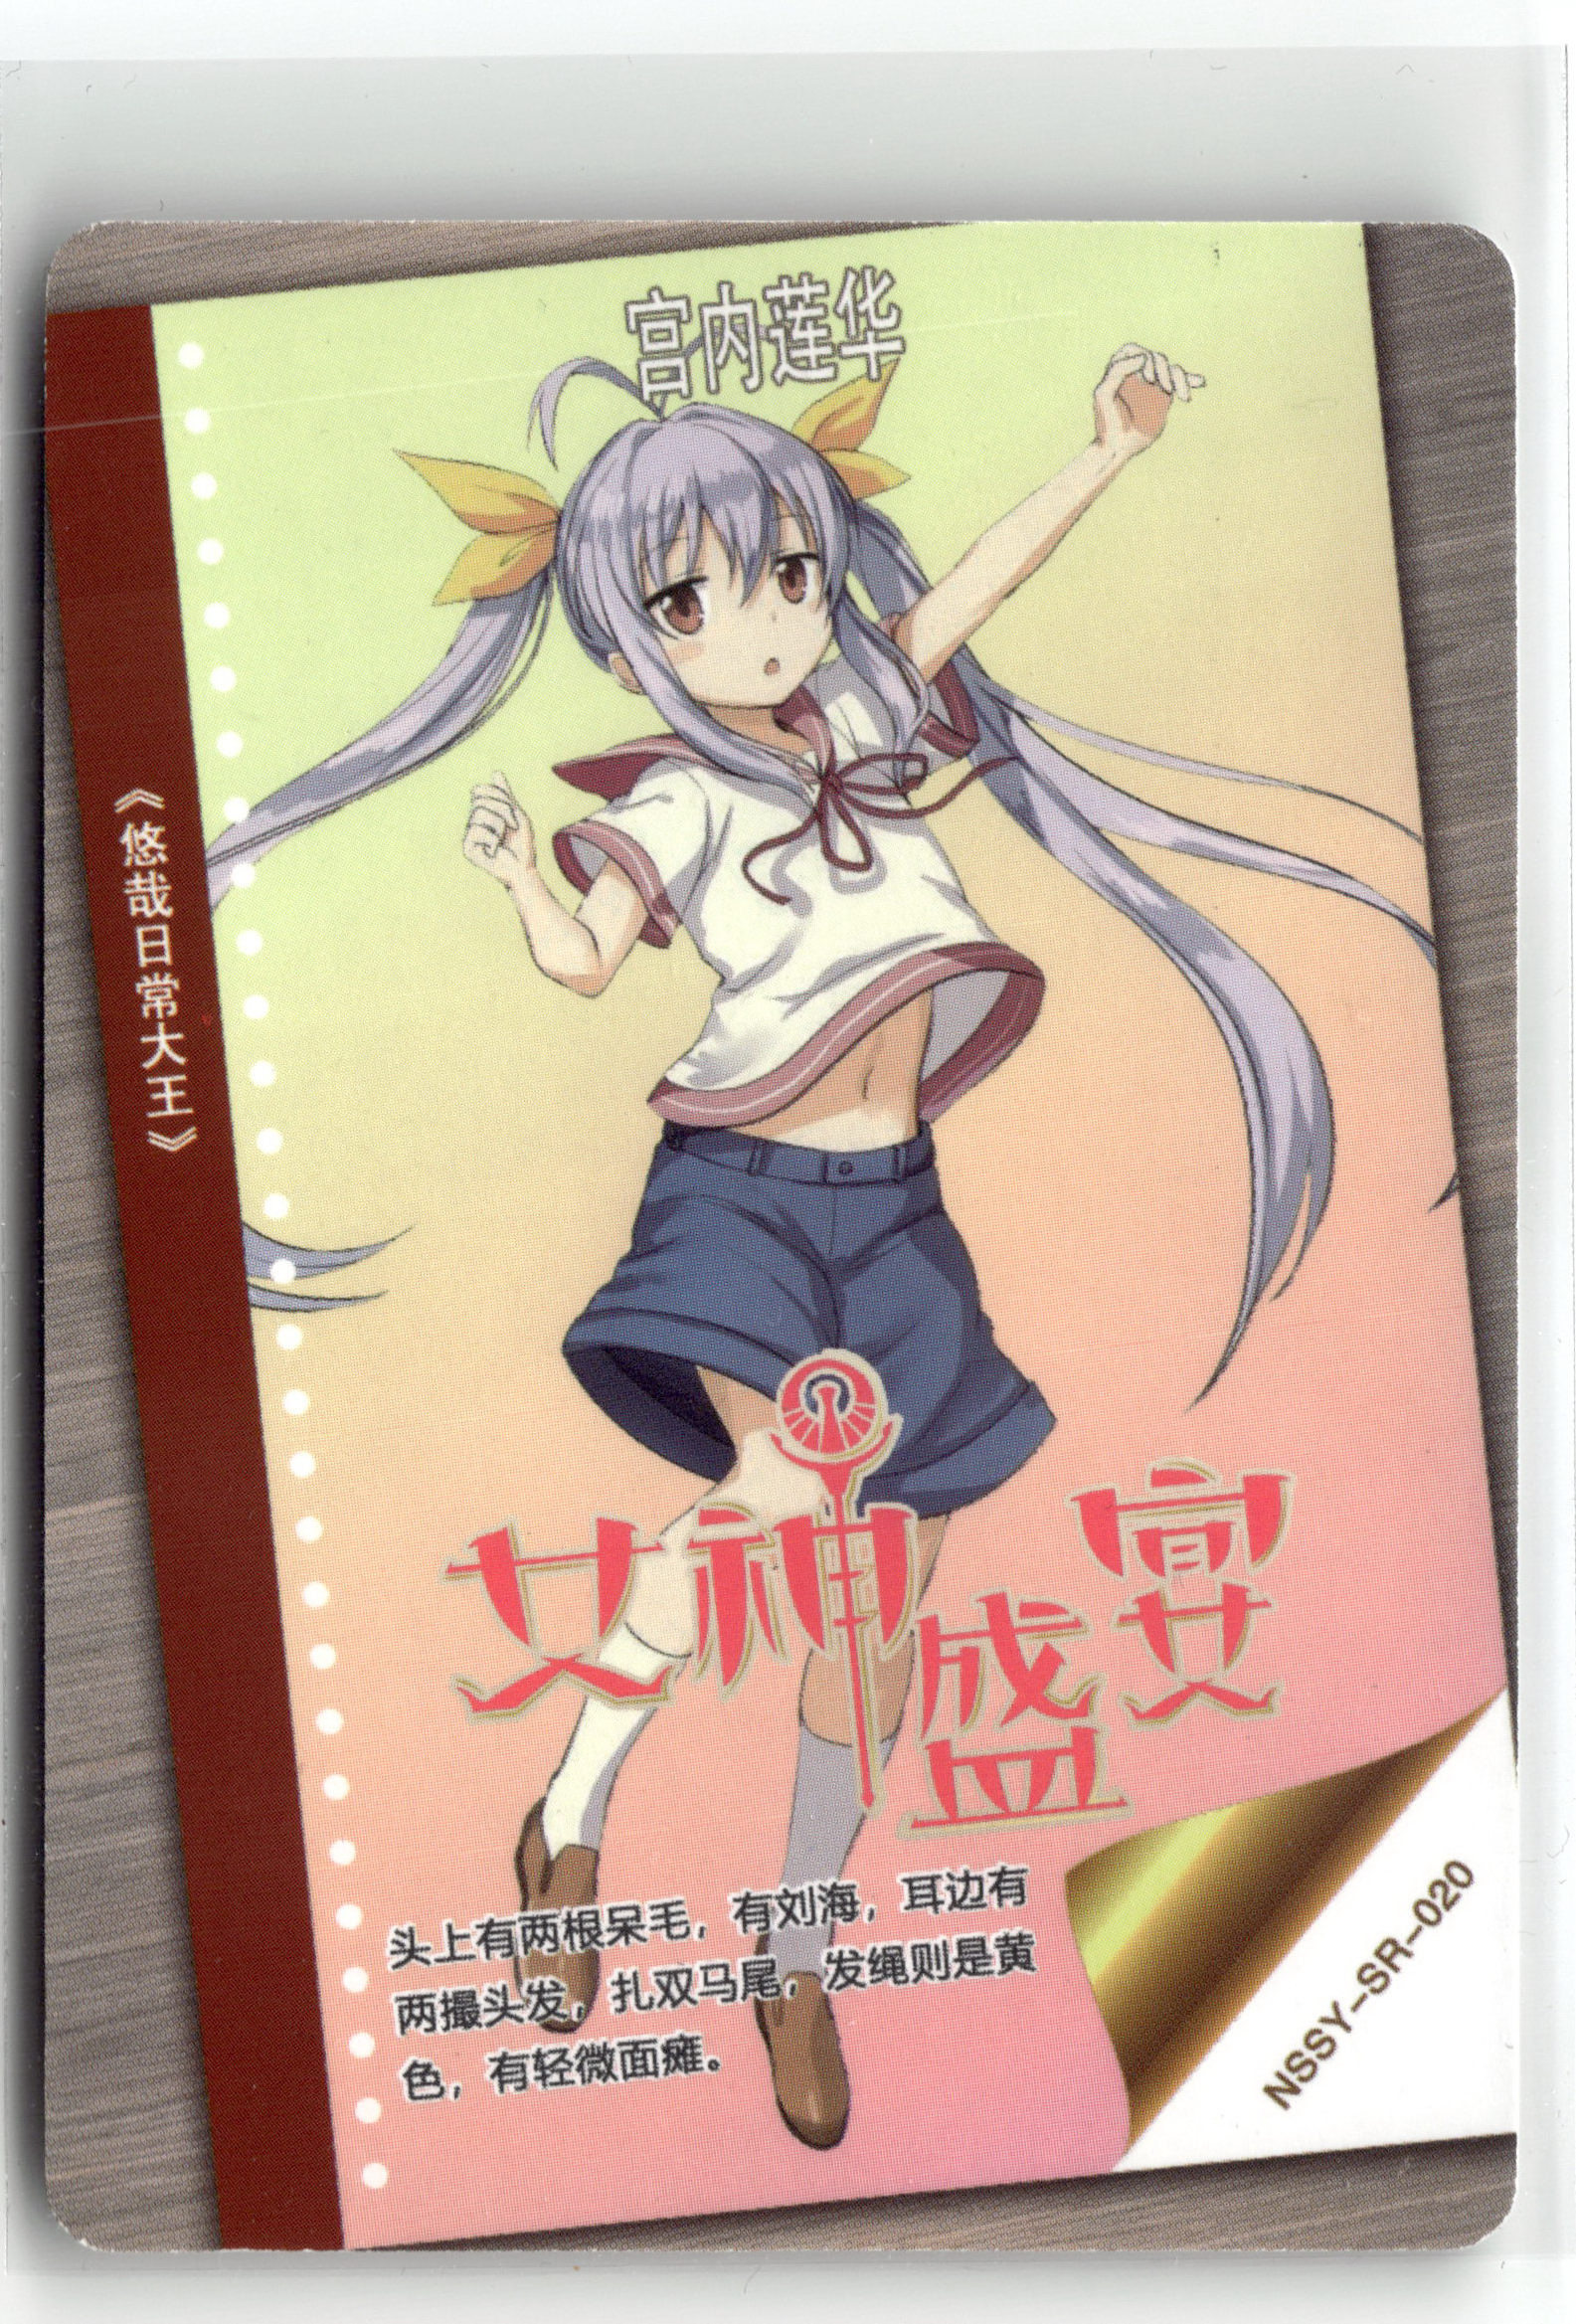 宫内莲华
《悠哉日常大王》
女神盛宴
头上有两根呆毛，有刘海，耳边有
两撮头发，扎双马尾，发绳则是黄
色，有轻微面瘫。
NSSY-SR-020